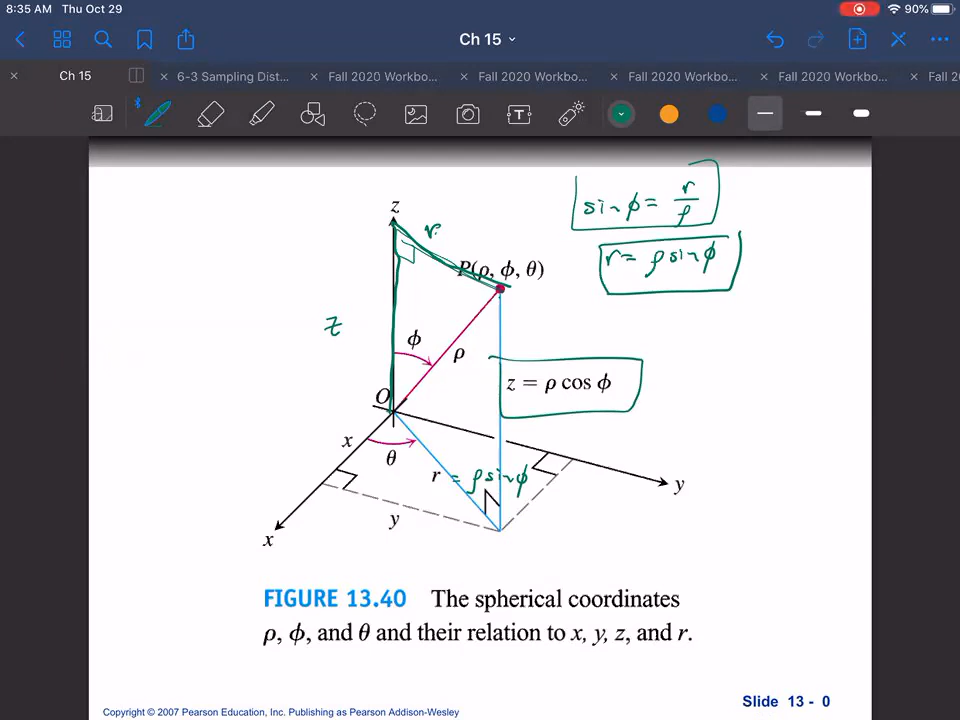 8:35 AM Thu Oct 29
90%
Ch 15
Ch 15
6-3 Sampling Dist...
Fall 2020 Workbo...
Fall 2020 Workbo...
Fall 2020 Workbo...
Fall 2020 Workbo...
Fall 20
T
sin ϕ = r/ρ
r = ρ sin ϕ
z
r
P(ρ, ϕ, θ)
z
ϕ
ρ
z = ρ cos ϕ
O
x
θ
r = ρ sin ϕ
y
y
x
FIGURE 13.40 The spherical coordinates
ρ, ϕ, and θ and their relation to x, y, z, and r.
Slide 13 - 0
Copyright © 2007 Pearson Education, Inc. Publishing as Pearson Addison-Wesley